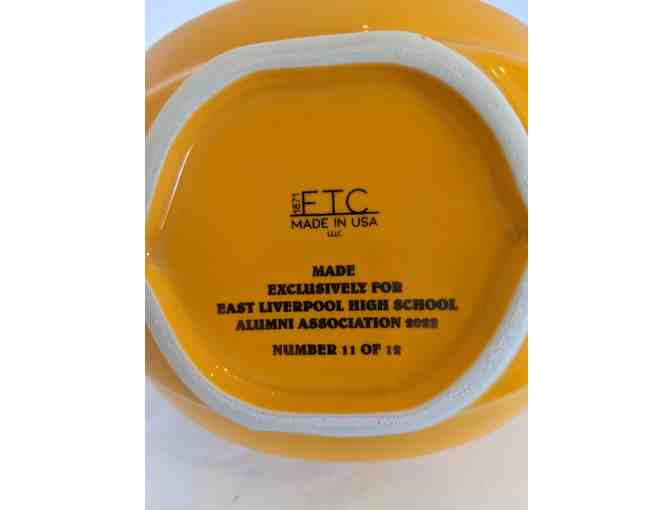 1871 FTC
MADE IN USA
LLC
MADE
EXCLUSIVELY FOR
EAST LIVERPOOL HIGH SCHOOL
ALUMNI ASSOCIATION 2022
NUMBER 11 OF 12